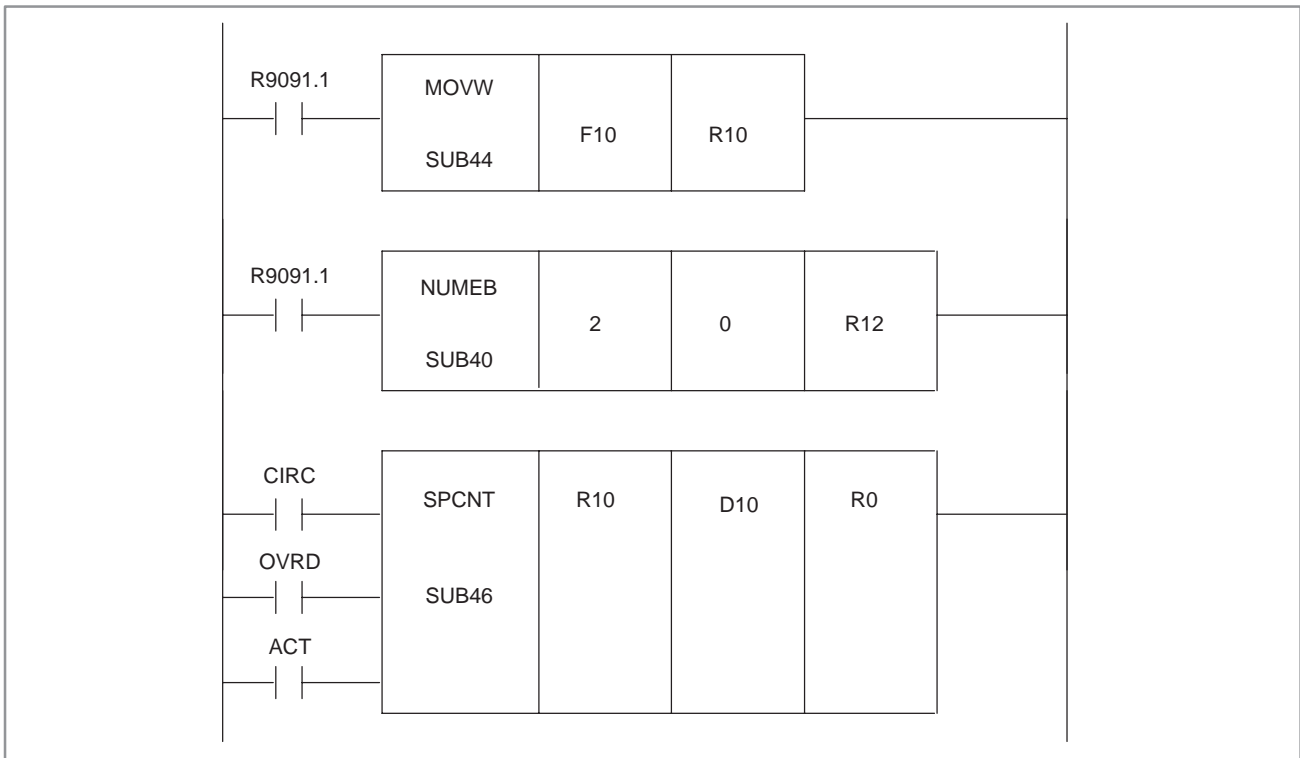 R9091.1
MOVW
F10 R10
SUB44
R9091.1
NUMEB
2 0 R12
SUB40
CIRC
SPCNT R10 D10 R0
OVRD
SUB46
ACT